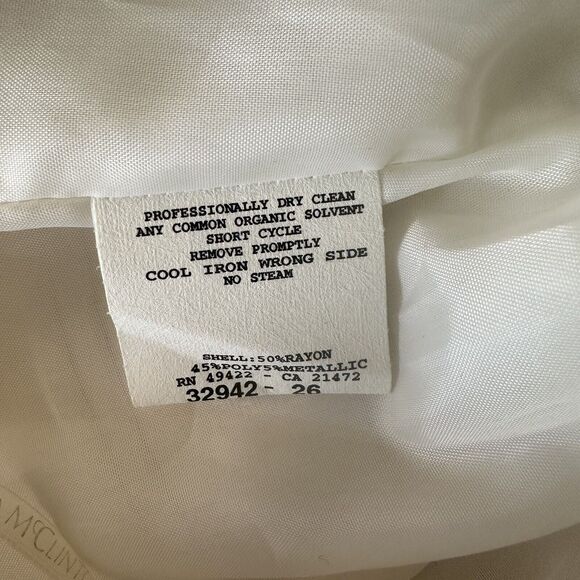 PROFESSIONALLY DRY CLEAN
ANY COMMON ORGANIC SOLVENT
SHORT CYCLE
REMOVE PROMPTLY
COOL IRON WRONG SIDE
NO STEAM
SHELL:50%RAYON
45%POLY5%METALLIC
RN 49422 - CA 21472
32942- 26
McCLINT